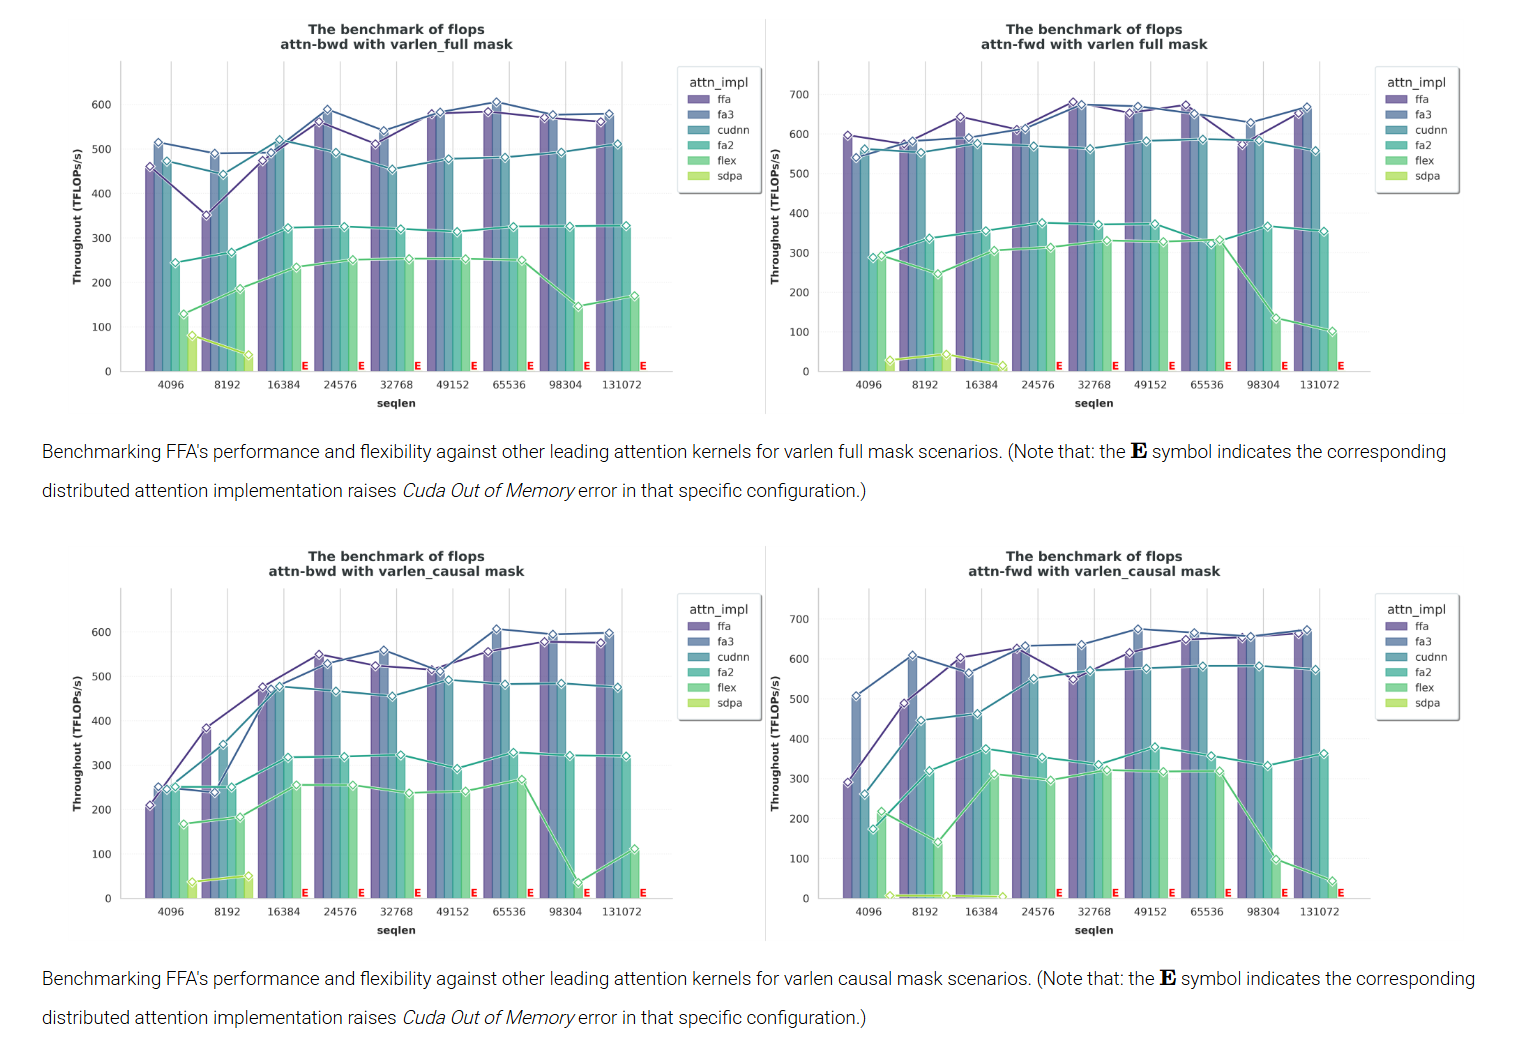 The benchmark of flops
attn-bwd with varlen_full mask
Throughout (TFLOPs/s)
600
500
400
300
200
100
0
attn_impl
ffa
fa3
cudnn
fa2
flex
sdpa
E E E E E E E
4096 8192 16384 24576 32768 49152 65536 98304 131072
seqlen
The benchmark of flops
attn-fwd with varlen full mask
Throughout (TFLOPs/s)
700
600
500
400
300
200
100
0
attn_impl
ffa
fa3
cudnn
fa2
flex
sdpa
E E E E E E
4096 8192 16384 24576 32768 49152 65536 98304 131072
seqlen
Benchmarking FFA's performance and flexibility against other leading attention kernels for varlen full mask scenarios. (Note that: the E symbol indicates the corresponding
distributed attention implementation raises Cuda Out of Memory error in that specific configuration.)
The benchmark of flops
attn-bwd with varlen_causal mask
Throughout (TFLOPs/s)
600
500
400
300
200
100
0
attn_impl
ffa
fa3
cudnn
fa2
flex
sdpa
E E E E E E E
4096 8192 16384 24576 32768 49152 65536 98304 131072
seqlen
The benchmark of flops
attn-fwd with varlen_causal mask
Throughout (TFLOPs/s)
700
600
500
400
300
200
100
0
attn_impl
ffa
fa3
cudnn
fa2
flex
sdpa
E E E E E E
4096 8192 16384 24576 32768 49152 65536 98304 131072
seqlen
Benchmarking FFA's performance and flexibility against other leading attention kernels for varlen causal mask scenarios. (Note that: the E symbol indicates the corresponding
distributed attention implementation raises Cuda Out of Memory error in that specific configuration.)